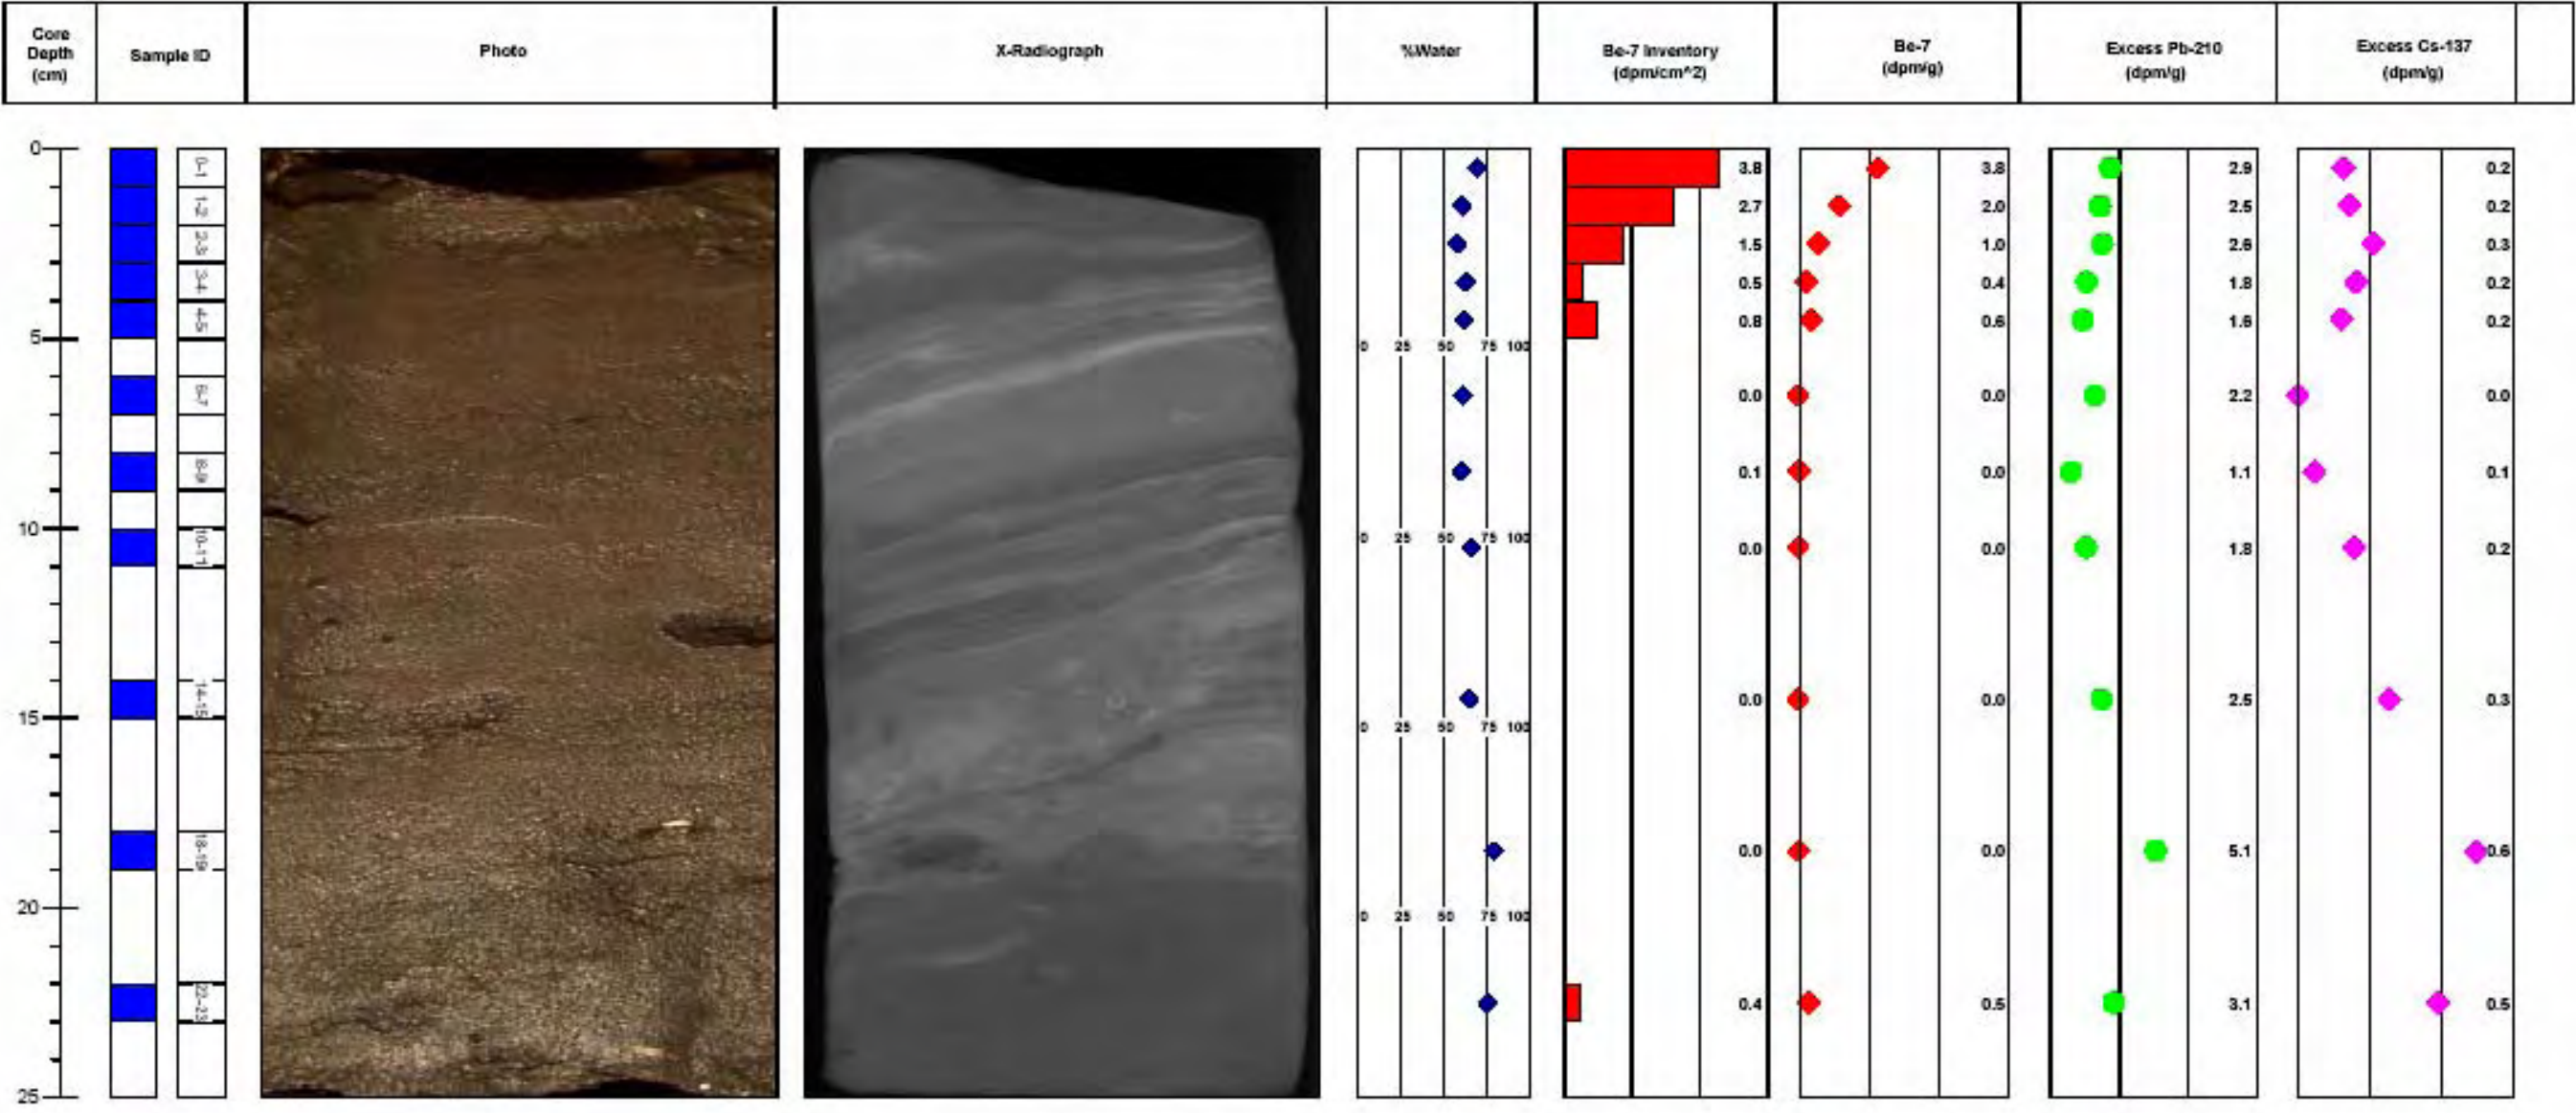 Core Depth (cm)
Sample ID
Photo
X-Radiograph
%Water
Be-7 Inventory (dpm/cm^2)
Be-7 (dpm/g)
Excess Pb-210 (dpm/g)
Excess Cs-137 (dpm/g)
0
0-1 3.8 3.8 2.9 0.2
1-2 2.7 2.0 2.5 0.2
2-3 1.5 1.0 2.6 0.3
3-4 0.5 0.4 1.8 0.2
4-5 0.8 0.6 1.6 0.2
5 0 25 50 75 100
6-7 0.0 0.0 2.2 0.0
8-9 0.1 0.0 1.1 0.1
10 0 25 50 75 100
10-11 0.0 0.0 1.8 0.2
14-15 0.0 0.0 2.5 0.3
15 0 25 50 75 100
18-19 0.0 0.0 5.1 0.6
20 0 25 50 75 100
22-23 0.4 0.5 3.1 0.5
25